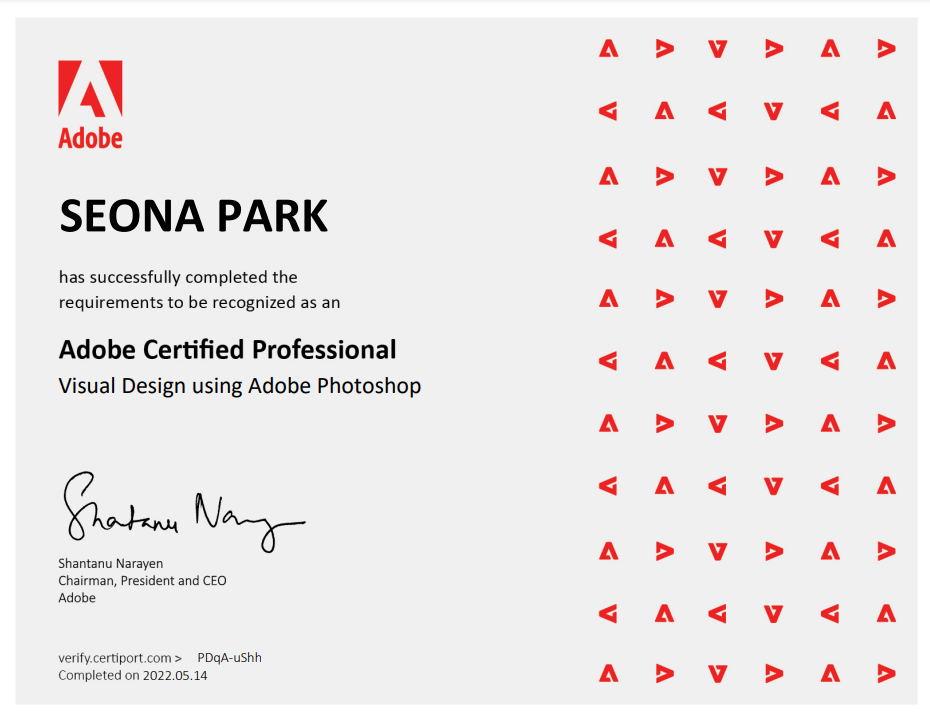 Adobe
SEONA PARK
has successfully completed the
requirements to be recognized as an
Adobe Certified Professional
Visual Design using Adobe Photoshop
Shantanu Narayen
Shantanu Narayen
Chairman, President and CEO
Adobe
verify.certiport.com > PDqA-uShh
Completed on 2022.05.14